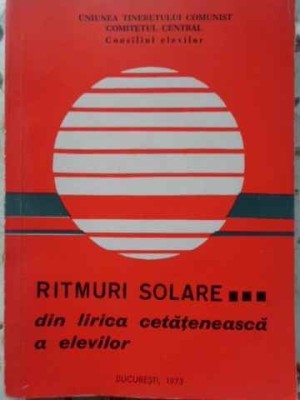 UNIUNEA TINERETULUI COMUNIST
COMITETUL CENTRAL
Consiliul elevilor
RITMURI SOLARE...
din lirica cetățenească
a elevilor
BUCUREȘTI, 1973